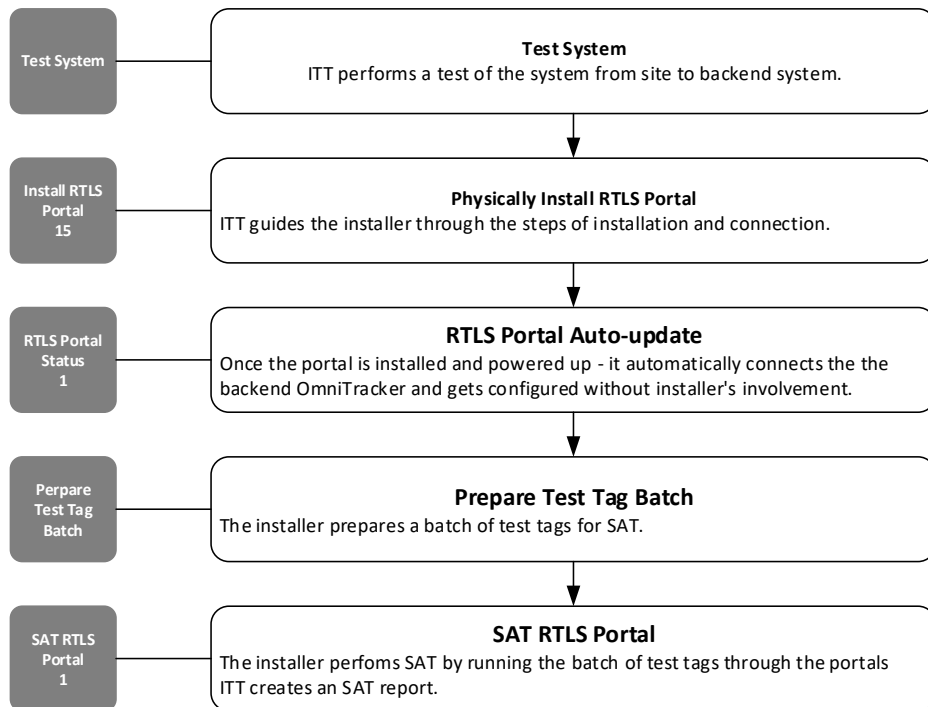 Test System
Test System
ITT performs a test of the system from site to backend system.
Install RTLS
Portal
15
Physically Install RTLS Portal
ITT guides the installer through the steps of installation and connection.
RTLS Portal
Status
1
RTLS Portal Auto-update
Once the portal is installed and powered up - it automatically connects the the
backend OmniTracker and gets configured without installer's involvement.
Perpare
Test Tag
Batch
Prepare Test Tag Batch
The installer prepares a batch of test tags for SAT.
SAT RTLS
Portal
1
SAT RTLS Portal
The installer perfoms SAT by running the batch of test tags through the portals
ITT creates an SAT report.